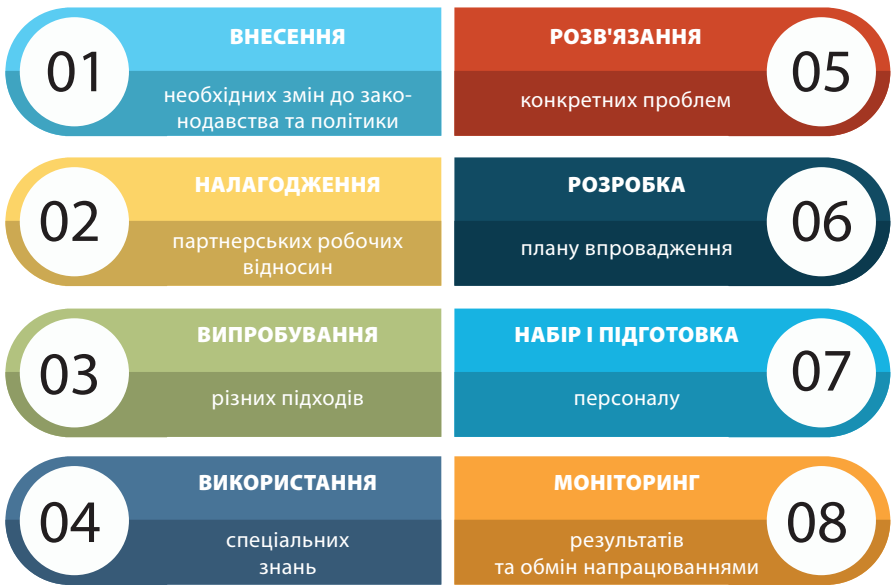 01
ВНЕСЕННЯ
необхідних змін до зако-
нодавства та політики
02
НАЛАГОДЖЕННЯ
партнерських робочих
відносин
03
ВИПРОБУВАННЯ
різних підходів
04
ВИКОРИСТАННЯ
спеціальних
знань
РОЗВ'ЯЗАННЯ
конкретних проблем
05
РОЗРОБКА
плану впровадження
06
НАБІР І ПІДГОТОВКА
персоналу
07
МОНІТОРИНГ
результатів
та обмін напрацюваннями
08